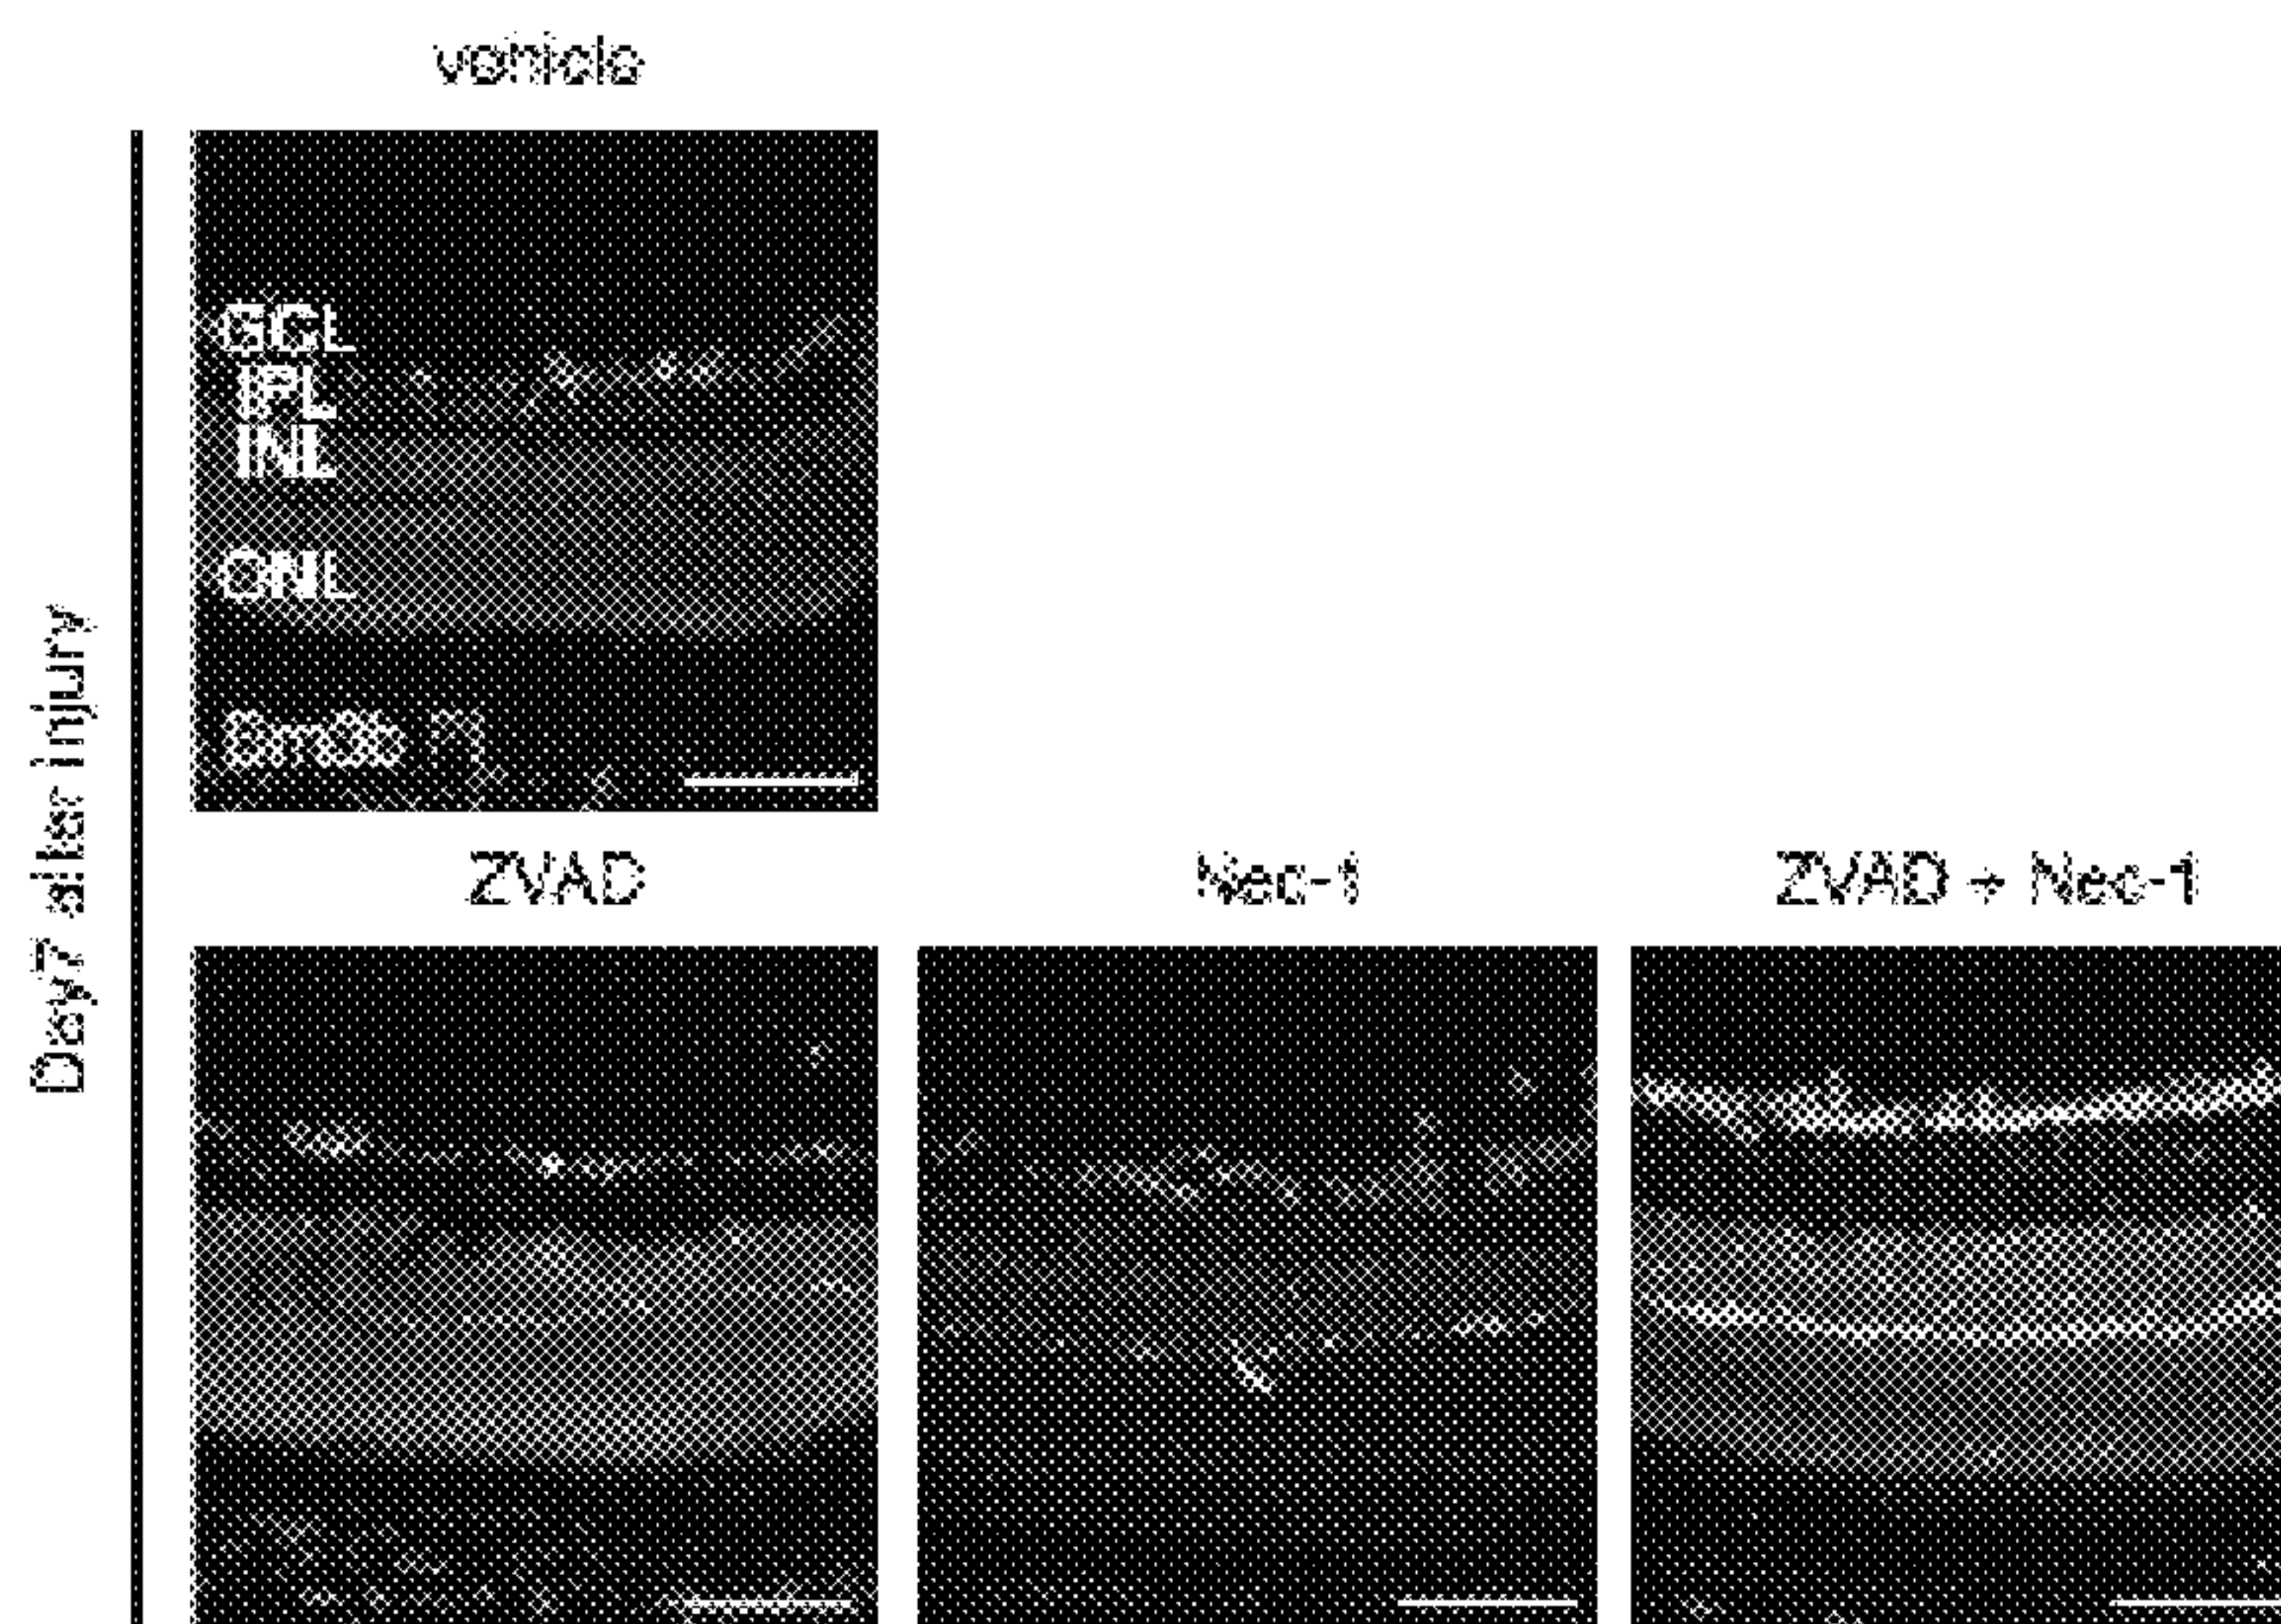 vehicle
GCL
IPL
INL
ONL
Day7 after injury
ZVAD
Nec-1
ZVAD + Nec-1